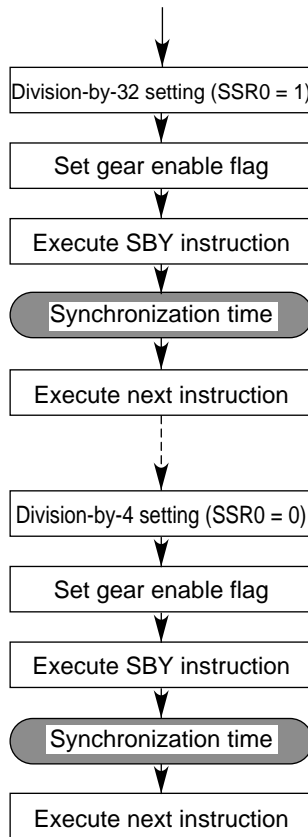 Division-by-32 setting (SSR0 = 1)
Set gear enable flag
Execute SBY instruction
Synchronization time
Execute next instruction
Division-by-4 setting (SSR0 = 0)
Set gear enable flag
Execute SBY instruction
Synchronization time
Execute next instruction